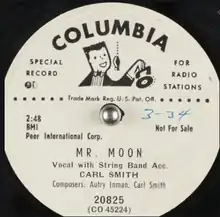 COLUMBIA
SPECIAL
RECORD
FOR
RADIO
STATIONS
Trade Mark Reg. U.S. Pat. Off.
2:48
BMI
Peer International Corp.
3-34
Not For Sale
MR. MOON
Vocal with String Band Acc.
CARL SMITH
Composers: Autry Inman, Carl Smith
20825
(CO 45224)